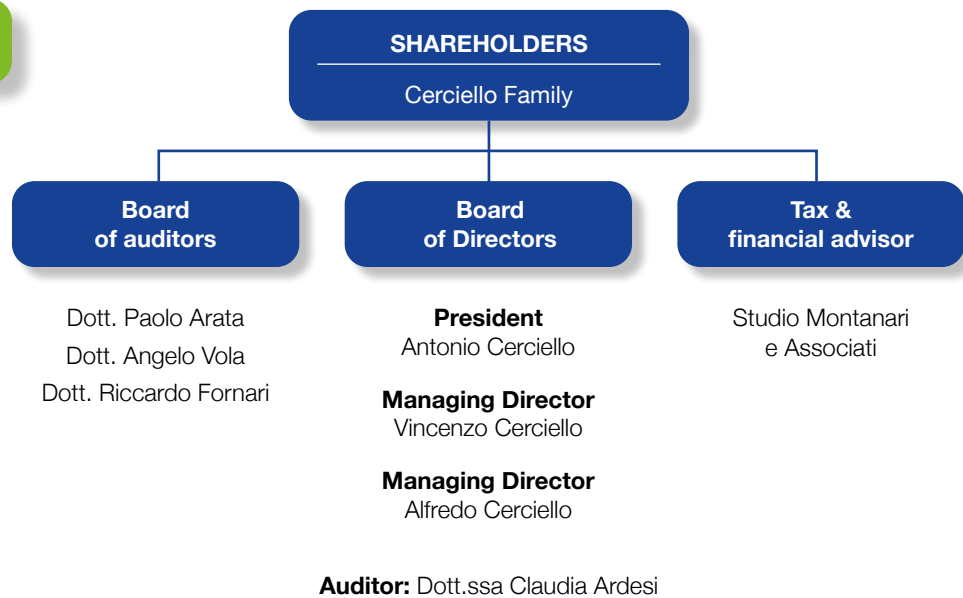 SHAREHOLDERS
Cerciello Family
Board
of auditors
Dott. Paolo Arata
Dott. Angelo Vola
Dott. Riccardo Fornari
Board
of Directors
President
Antonio Cerciello
Managing Director
Vincenzo Cerciello
Managing Director
Alfredo Cerciello
Tax &
financial advisor
Studio Montanari
e Associati
Auditor: Dott.ssa Claudia Ardesi